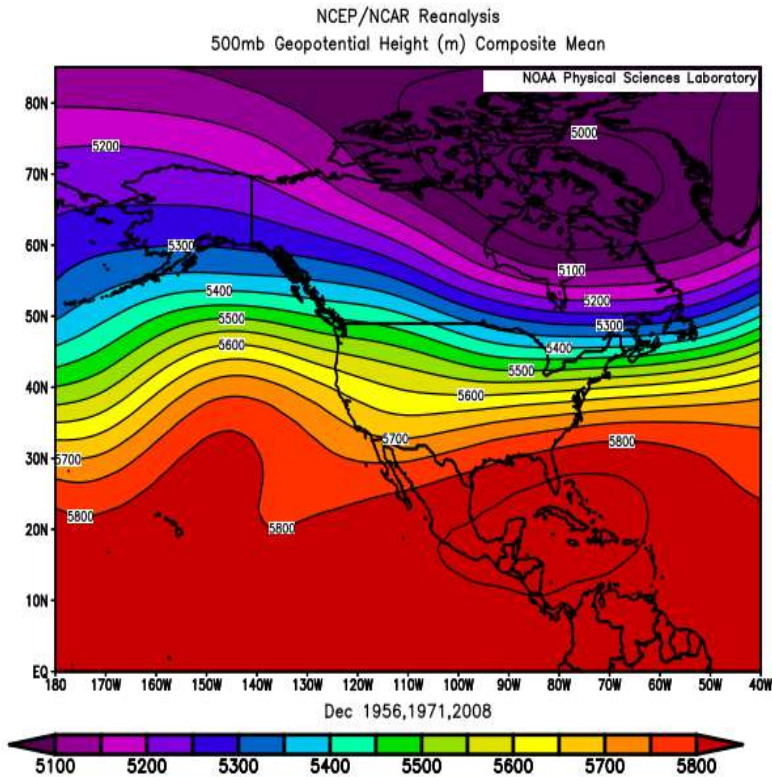 NCEP/NCAR Reanalysis
500mb Geopotential Height (m) Composite Mean
NOAA Physical Sciences Laboratory
80N
5000
5200
70N
60N
5300
5100
5400
5200
50N
5500
5300
5600
5400
5500
40N
5600
5700
5800
30N
5700
5800
5800
20N
10N
EQ
180 170W 160W 150W 140W 130W 120W 110W 100W 90W 80W 70W 60W 50W 40W
Dec 1956,1971,2008
5100 5200 5300 5400 5500 5600 5700 5800